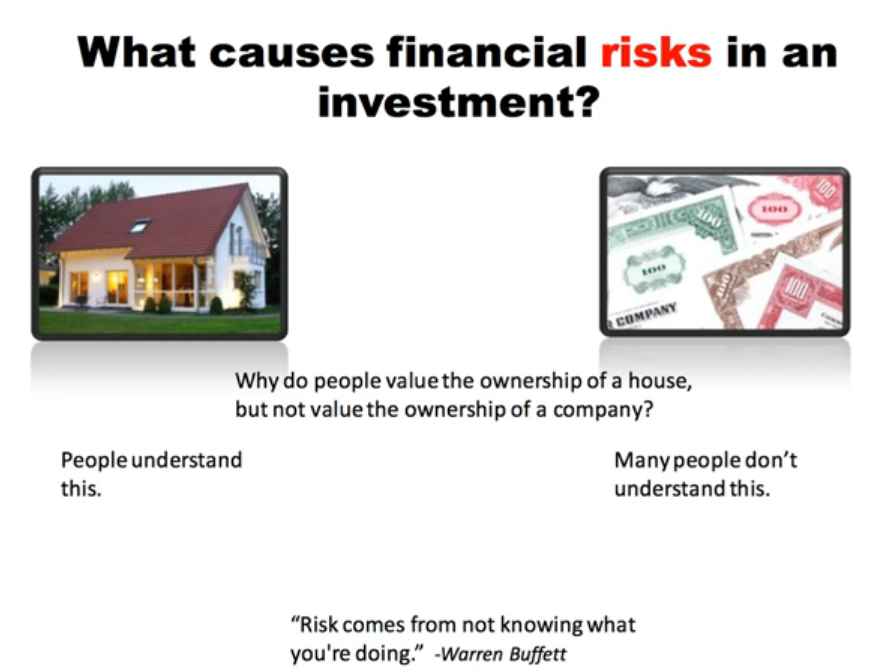 What causes financial risks in an
investment?
100
100
100
100
100
COMPANY
Why do people value the ownership of a house,
but not value the ownership of a company?
People understand
this.
Many people don't
understand this.
“Risk comes from not knowing what
you're doing.” -Warren Buffett